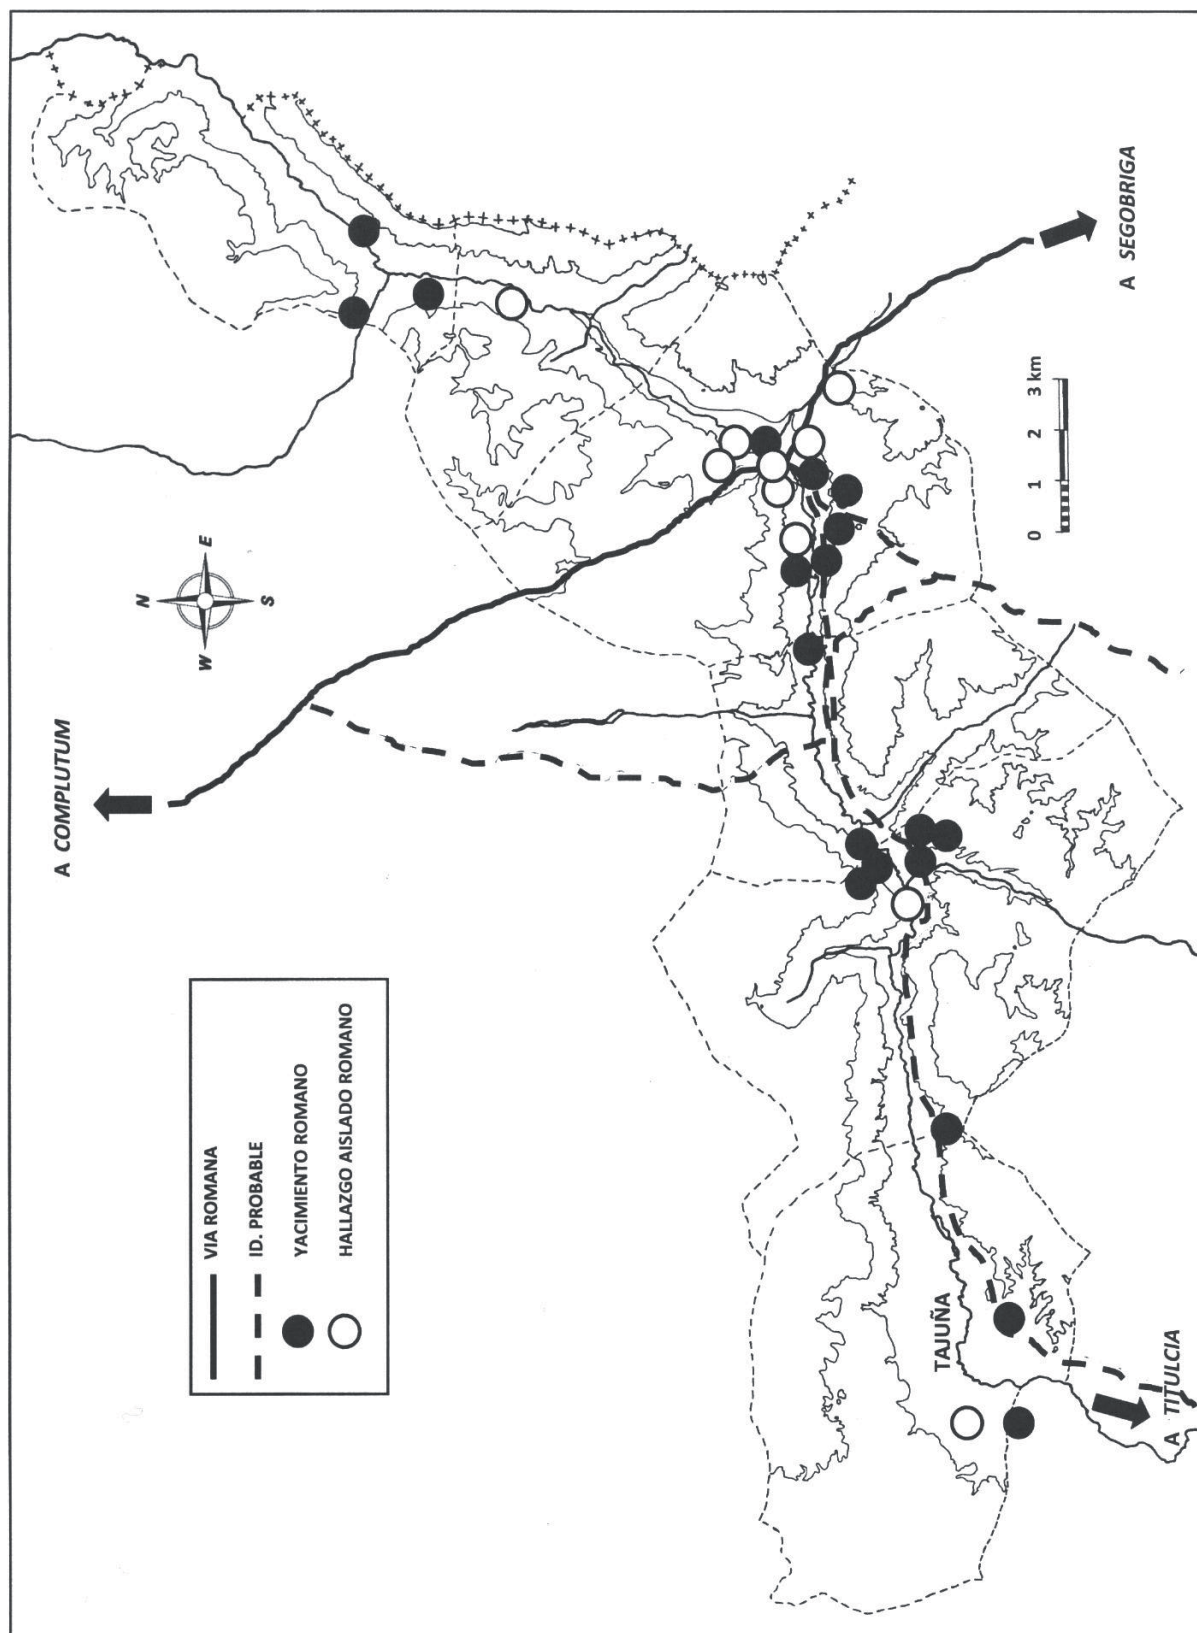 A COMPLUTUM
N
W
E
S
VIA ROMANA
ID. PROBABLE
YACIMIENTO ROMANO
HALLAZGO AISLADO ROMANO
A SEGOBRIGA
0 1 2 3 km
TAJUÑA
A TITULCIA